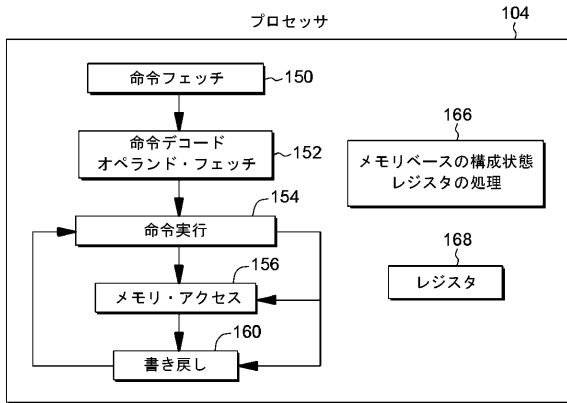 プロセッサ
104
命令フェッチ
150
命令デコード
オペランド・フェッチ
152
命令実行
154
メモリ・アクセス
156
書き戻し
160
166
メモリベースの構成状態
レジスタの処理
168
レジスタ